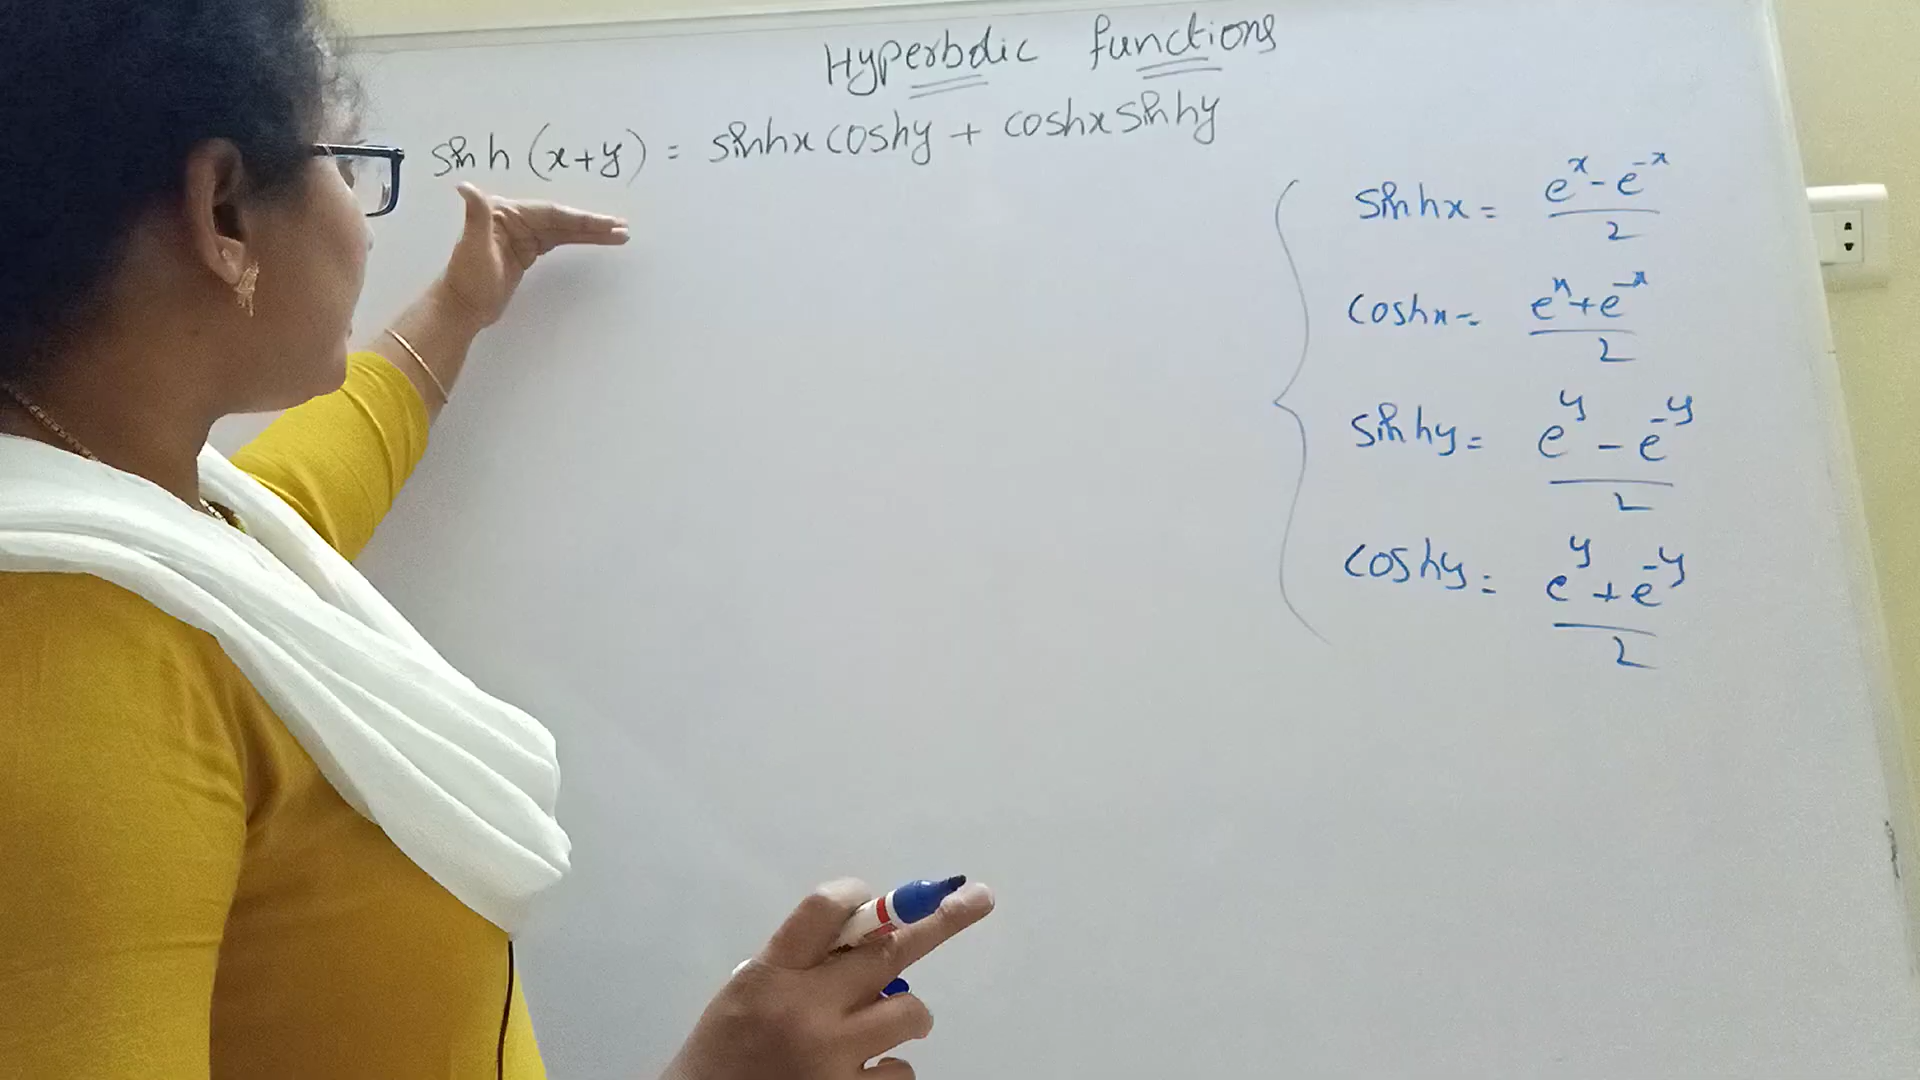 Hyperbolic functions
sinh (x+y) = sinhx coshy + coshx sinhy
sinhx = e^x - e^-x / 2
coshx = e^x + e^-x / 2
sinhy = e^y - e^-y / 2
coshy = e^y + e^-y / 2